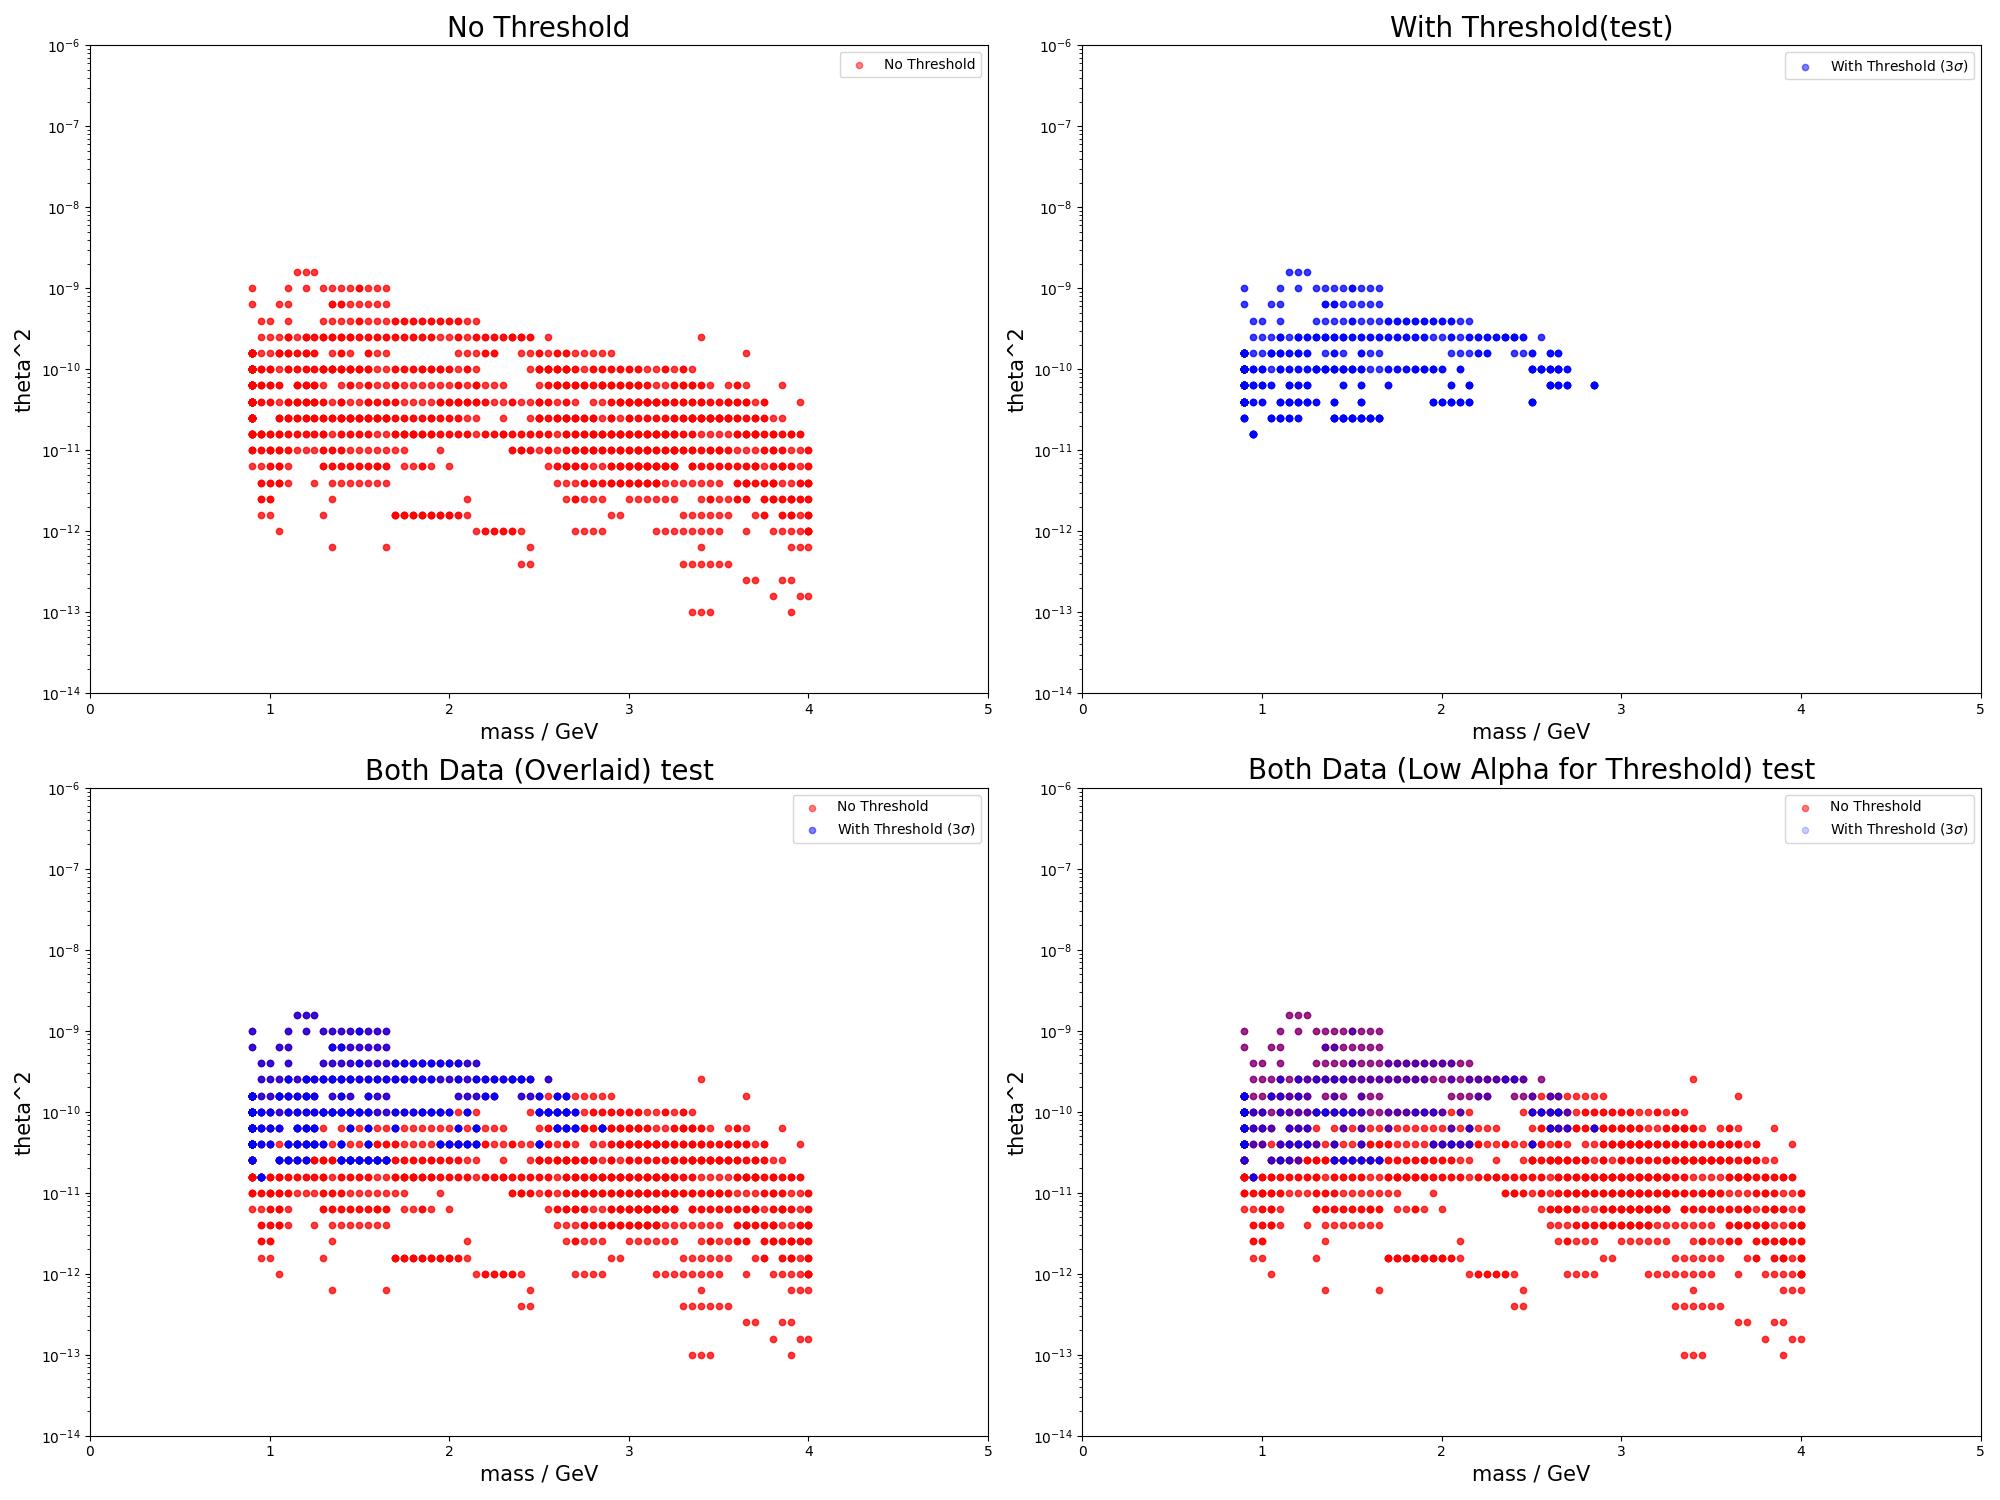 No Threshold
10⁻⁶
10⁻⁷
10⁻⁸
10⁻⁹
10⁻¹⁰
10⁻¹¹
10⁻¹²
10⁻¹³
10⁻¹⁴
theta^2
No Threshold
0 1 2 3 4 5
mass / GeV
With Threshold(test)
10⁻⁶
10⁻⁷
10⁻⁸
10⁻⁹
10⁻¹⁰
10⁻¹¹
10⁻¹²
10⁻¹³
10⁻¹⁴
theta^2
With Threshold (3σ)
0 1 2 3 4 5
mass / GeV
Both Data (Overlaid) test
10⁻⁶
10⁻⁷
10⁻⁸
10⁻⁹
10⁻¹⁰
10⁻¹¹
10⁻¹²
10⁻¹³
10⁻¹⁴
theta^2
No Threshold
With Threshold (3σ)
0 1 2 3 4 5
mass / GeV
Both Data (Low Alpha for Threshold) test
10⁻⁶
10⁻⁷
10⁻⁸
10⁻⁹
10⁻¹⁰
10⁻¹¹
10⁻¹²
10⁻¹³
10⁻¹⁴
theta^2
No Threshold
With Threshold (3σ)
0 1 2 3 4 5
mass / GeV